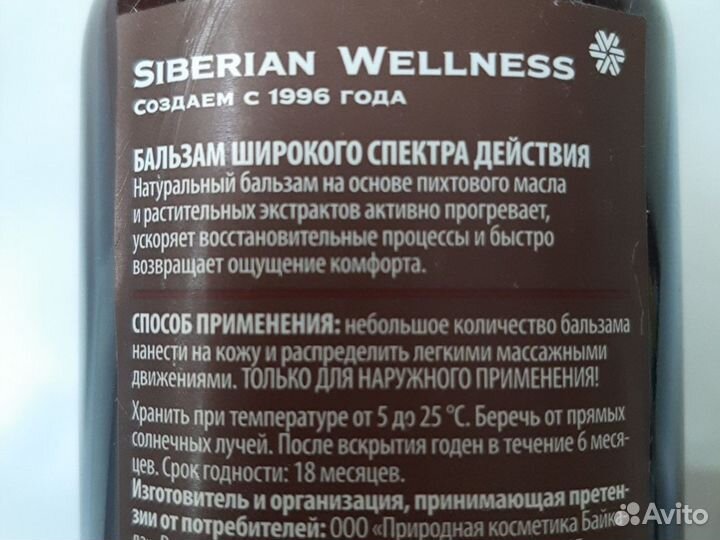 SIBERIAN WELLNESS
СОЗДАЕМ С 1996 ГОДА
БАЛЬЗАМ ШИРОКОГО СПЕКТРА ДЕЙСТВИЯ
Натуральный бальзам на основе пихтового масла
и растительных экстрактов активно прогревает,
ускоряет восстановительные процессы и быстро
возвращает ощущение комфорта.
СПОСОБ ПРИМЕНЕНИЯ: небольшое количество бальзама
нанести на кожу и распределить легкими массажными
движениями. ТОЛЬКО ДЛЯ НАРУЖНОГО ПРИМЕНЕНИЯ!
Хранить при температуре от 5 до 25 °С. Беречь от прямых
солнечных лучей. После вскрытия годен в течение 6 меся-
цев. Срок годности: 18 месяцев.
Изготовитель и организация, принимающая претен-
зии от потребителей: ООО «Природная косметика Байка-
Avito